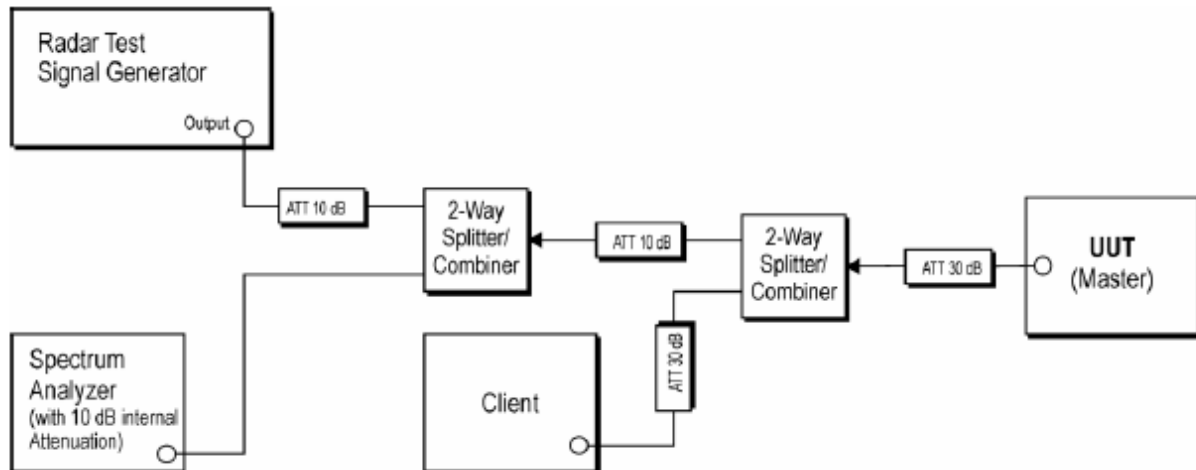 Radar Test
Signal Generator
Output
ATT 10 dB
2-Way
Splitter/
Combiner
ATT 10 dB
2-Way
Splitter/
Combiner
ATT 30 dB
UUT
(Master)
Spectrum
Analyzer
(with 10 dB internal
Attenuation)
Client
ATT 30 dB